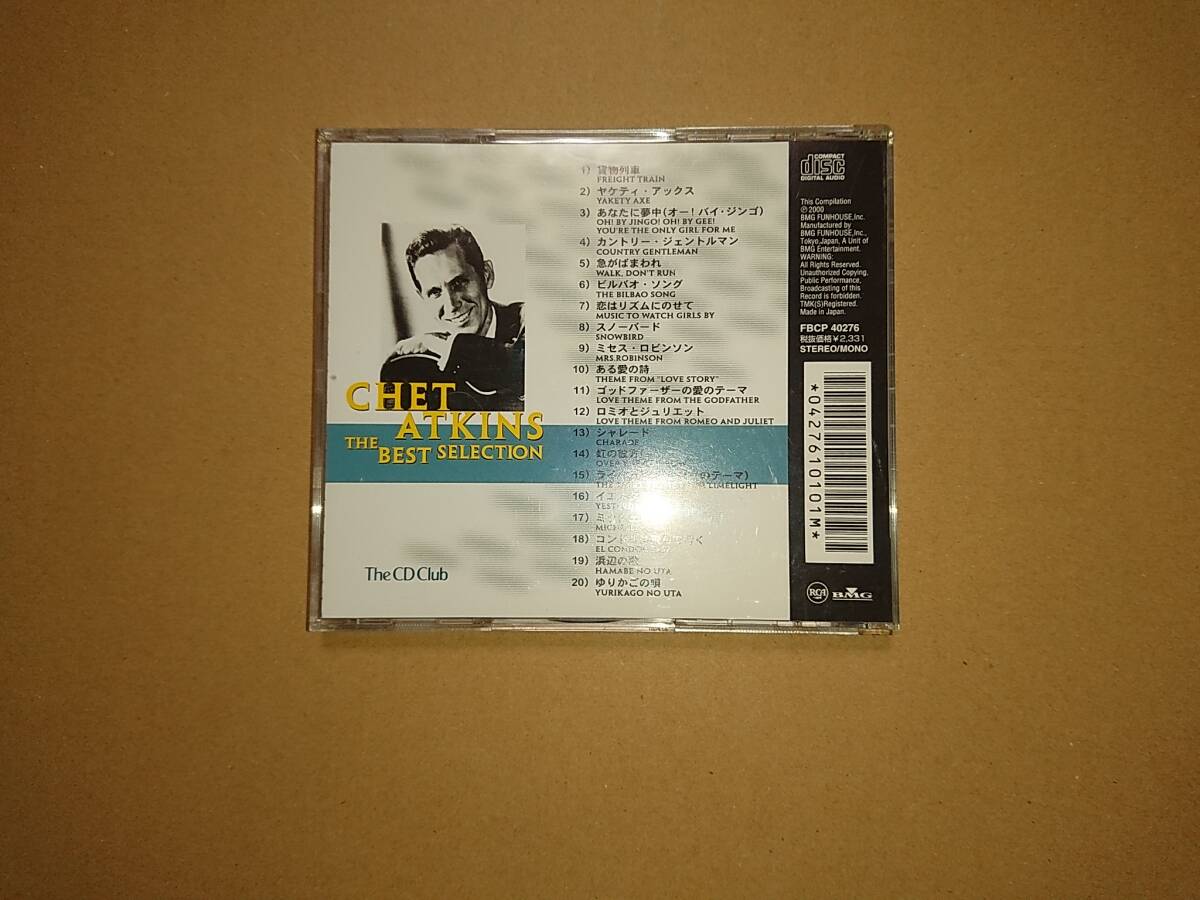 CHET
ATKINS
THE
BEST SELECTION
The CD Club
1) 貨物列車
FREIGHT TRAIN
2) ヤケティ・アックス
YAKETY AXE
3) あなたに夢中(オー!バイ・ジンゴ)
OH! BY JINGO! OH! BY GEE!
YOU'RE THE ONLY GIRL FOR ME
4) カントリー・ジェントルマン
COUNTRY GENTLEMAN
5) 急がばまわれ
WALK, DON'T RUN
6) ビルバオ・ソング
THE BILBAO SONG
7) 恋はリズムにのせて
MUSIC TO WATCH GIRLS BY
8) スノーバード
SNOWBIRD
9) ミセス・ロビンソン
MRS.ROBINSON
10) ある愛の詩
THEME FROM "LOVE STORY"
11) ゴッドファーザーの愛のテーマ
LOVE THEME FROM THE GODFATHER
12) ロミオとジュリエット
LOVE THEME FROM ROMEO AND JULIET
13) シャレード
CHARADE
14) 虹の彼方
OVER
15)
LIMELIGHT
16)
17)
18)
EL CONDOR
19) 浜辺の歌
HAMABE NO UTA
20) ゆりかごの唄
YURIKAGO NO UTA
COMPACT
disc
DIGITAL AUDIO
This Compilation
Ⓟ2000
BMG FUNHOUSE,Inc.
Manufactured by
BMG FUNHOUSE,Inc.,
Tokyo,Japan, A Unit of
BMG Entertainment.
WARNING:
All Rights Reserved.
Unauthorized Copying,
Public Performance,
Broadcasting of this
Record is forbidden.
TMK(S)Registered.
Made in Japan.
FBCP 40276
税抜価格¥2,331
STEREO/MONO
*042761010 1M*
RCA
BMG